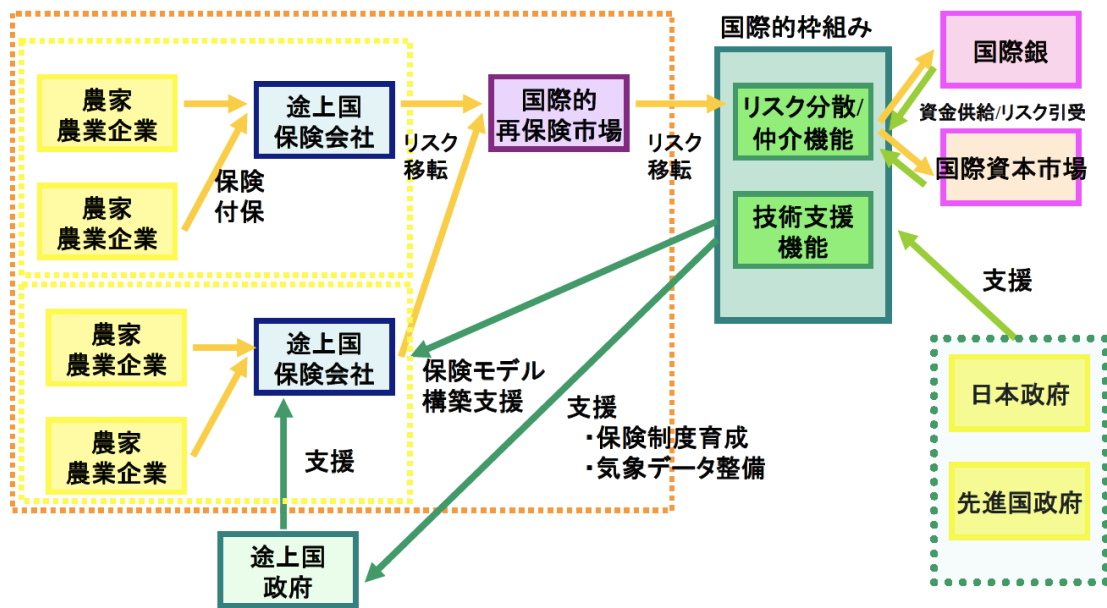 国際的枠組み
農家
農業企業
途上国
保険会社
国際的
再保険市場
リスク分散/
仲介機能
国際銀
資金供給/リスク引受
国際資本市場
リスク
移転
リスク
移転
保険
付保
農家
農業企業
技術支援
機能
支援
農家
農業企業
途上国
保険会社
保険モデル
構築支援
支援
・保険制度育成
・気象データ整備
日本政府
農家
農業企業
支援
先進国政府
途上国
政府